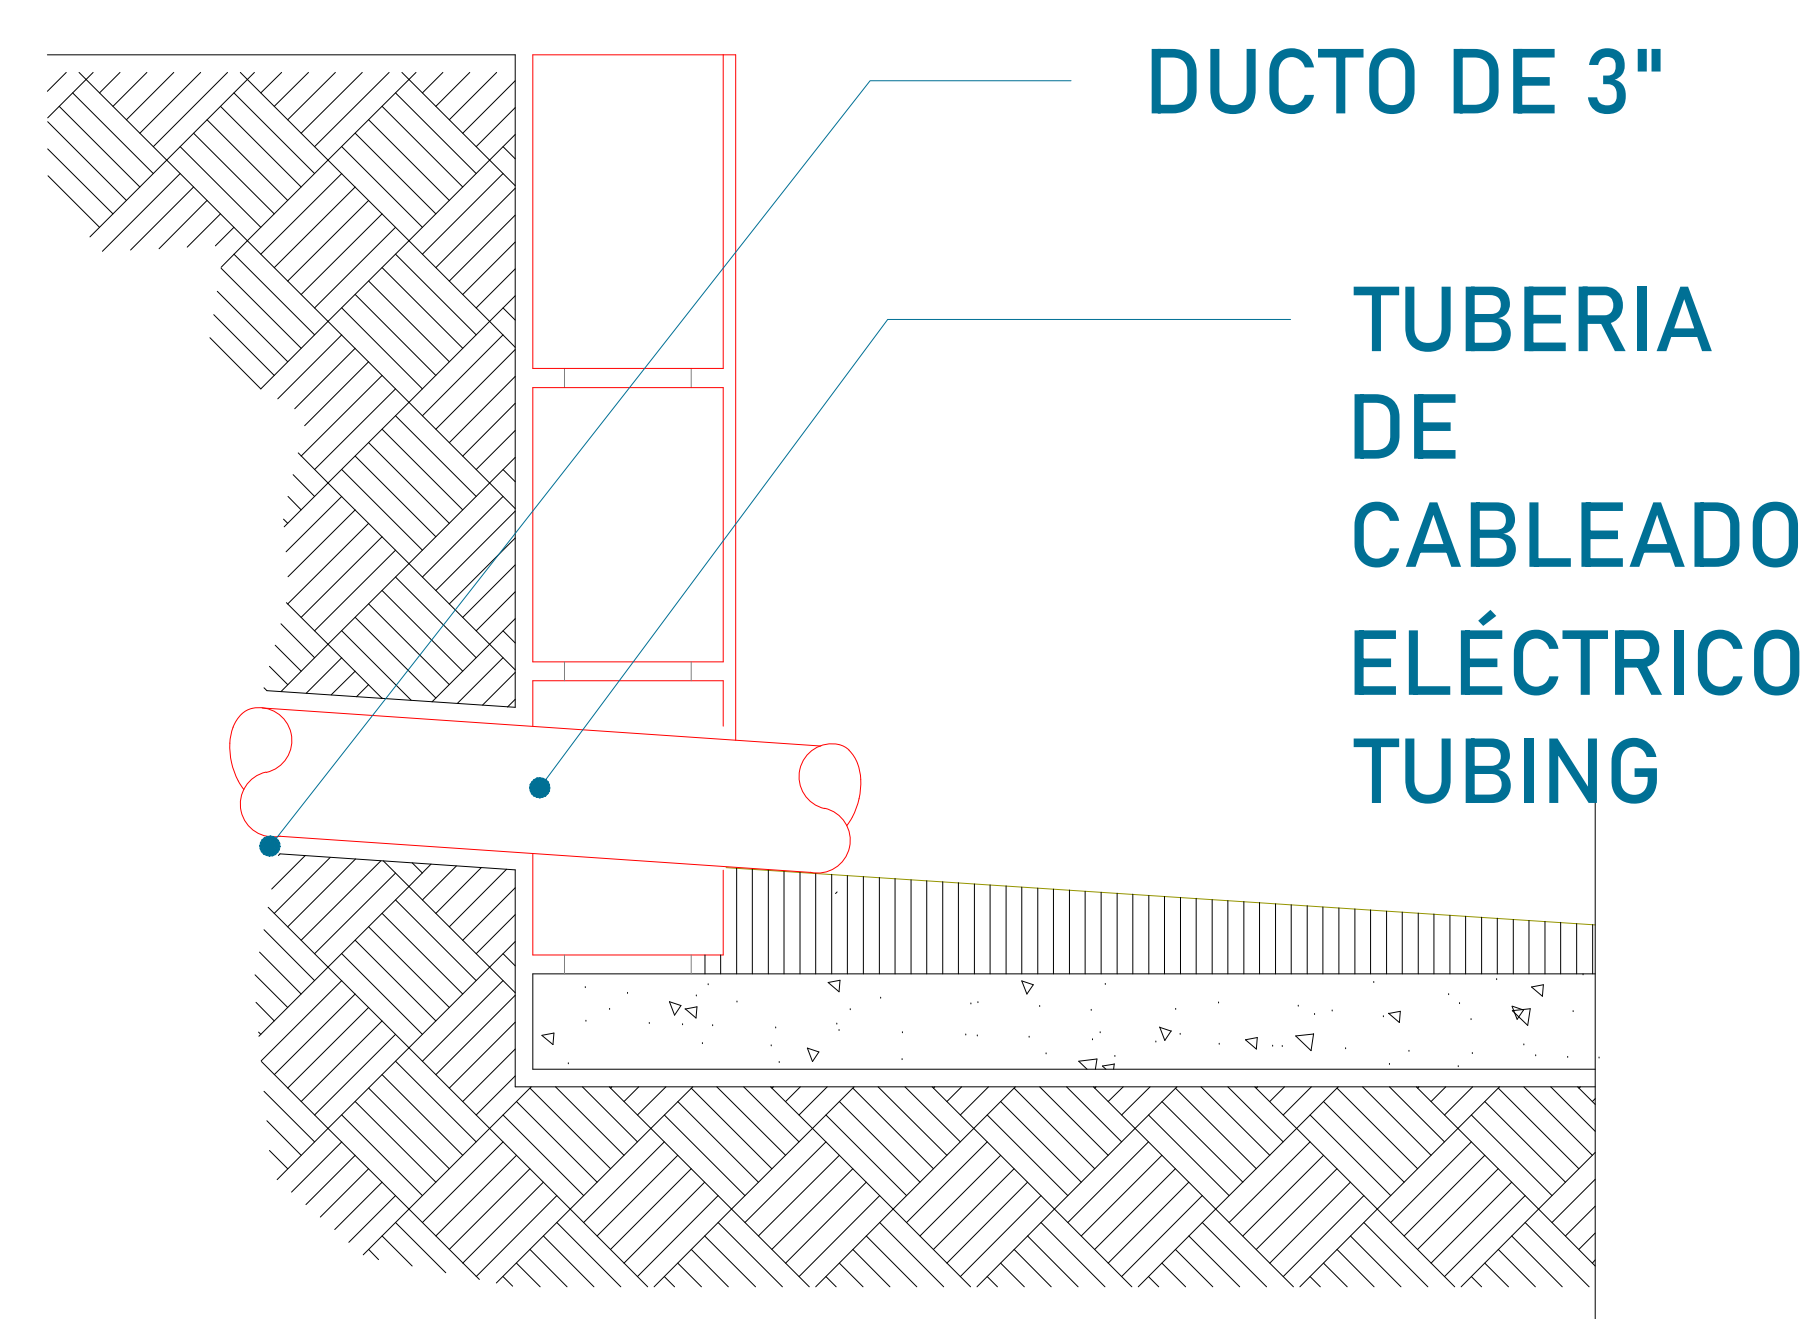 DUCTO DE 3"
TUBERIA
DE
CABLEADO
ELÉCTRICO
TUBING